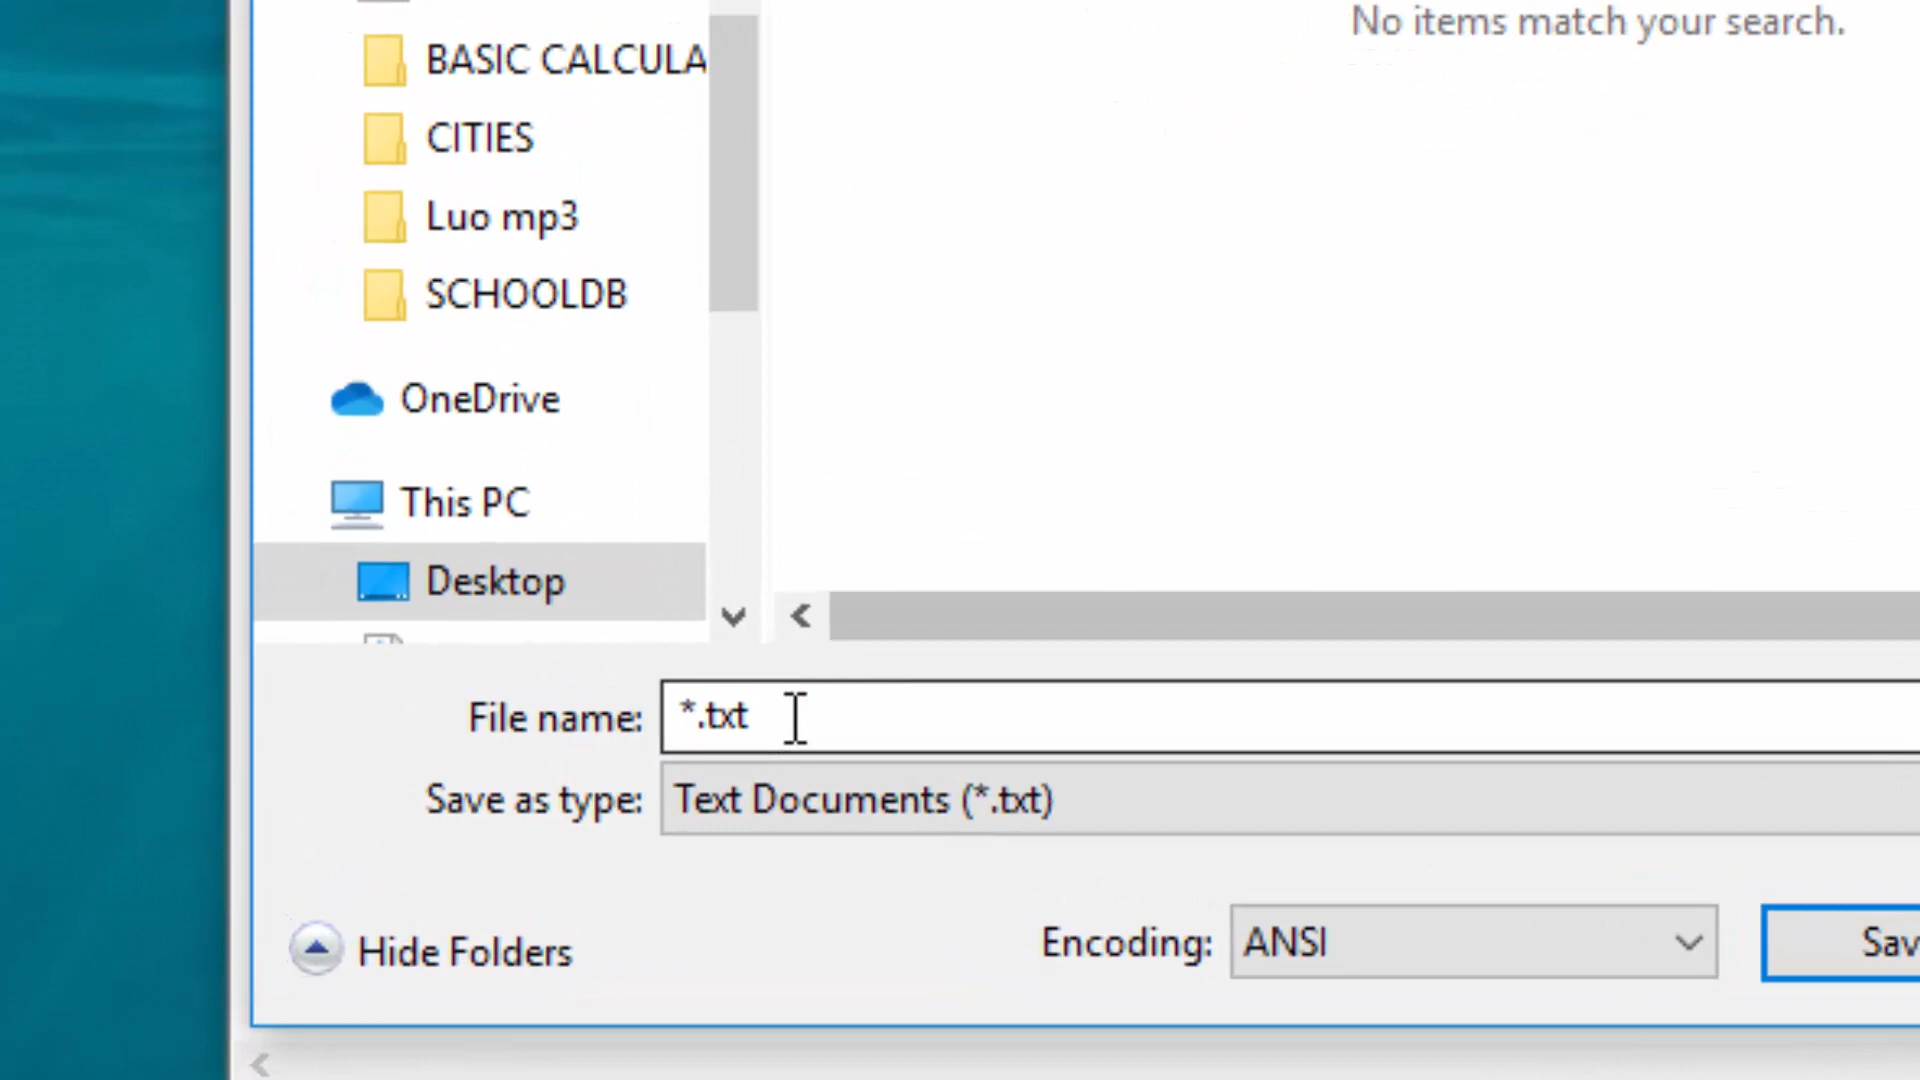 No items match your search.
BASIC CALCULA
CITIES
Luo mp3
SCHOOLDB
OneDrive
This PC
Desktop
File name: *.txt
Save as type: Text Documents (*.txt)
Hide Folders
Encoding: ANSI
Sav